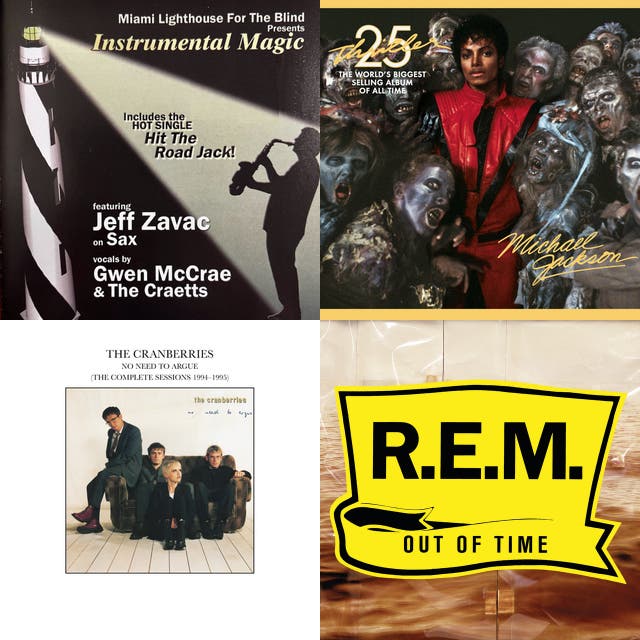 Miami Lighthouse For The Blind
Presents
Instrumental Magic
Includes the
HOT SINGLE
Hit The
Road Jack!
featuring
Jeff Zavac
on Sax
vocals by
Gwen McCrae
& The Craetts
Thriller
25
THE WORLD'S BIGGEST
SELLING ALBUM
OF ALL TIME
Michael
Jackson
THE CRANBERRIES
NO NEED TO ARGUE
(THE COMPLETE SESSIONS 1994–1995)
the cranberries
no need to argue
R.E.M.
OUT OF TIME